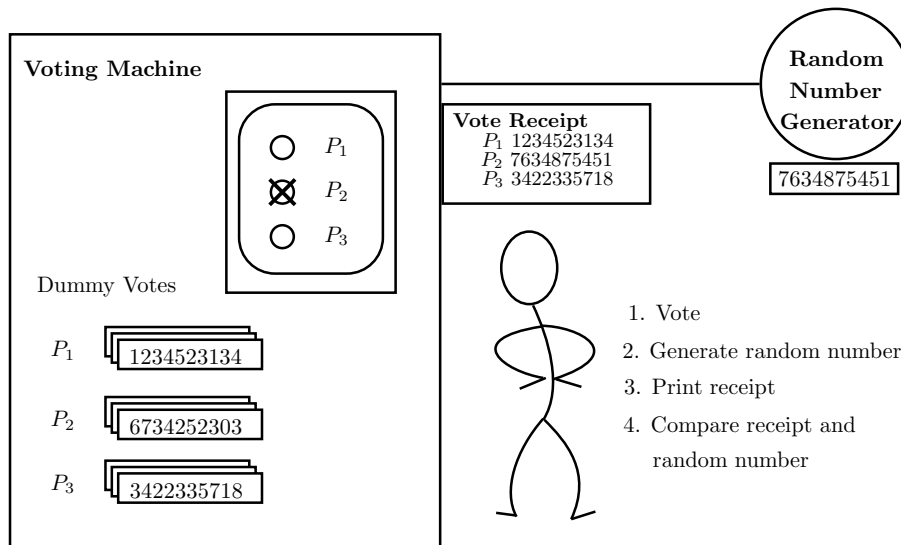 Voting Machine
P1
P2
P3
Vote Receipt
P1 1234523134
P2 7634875451
P3 3422335718
Random
Number
Generator
7634875451
Dummy Votes
P1 1234523134
P2 6734252303
P3 3422335718
1. Vote
2. Generate random number
3. Print receipt
4. Compare receipt and
random number